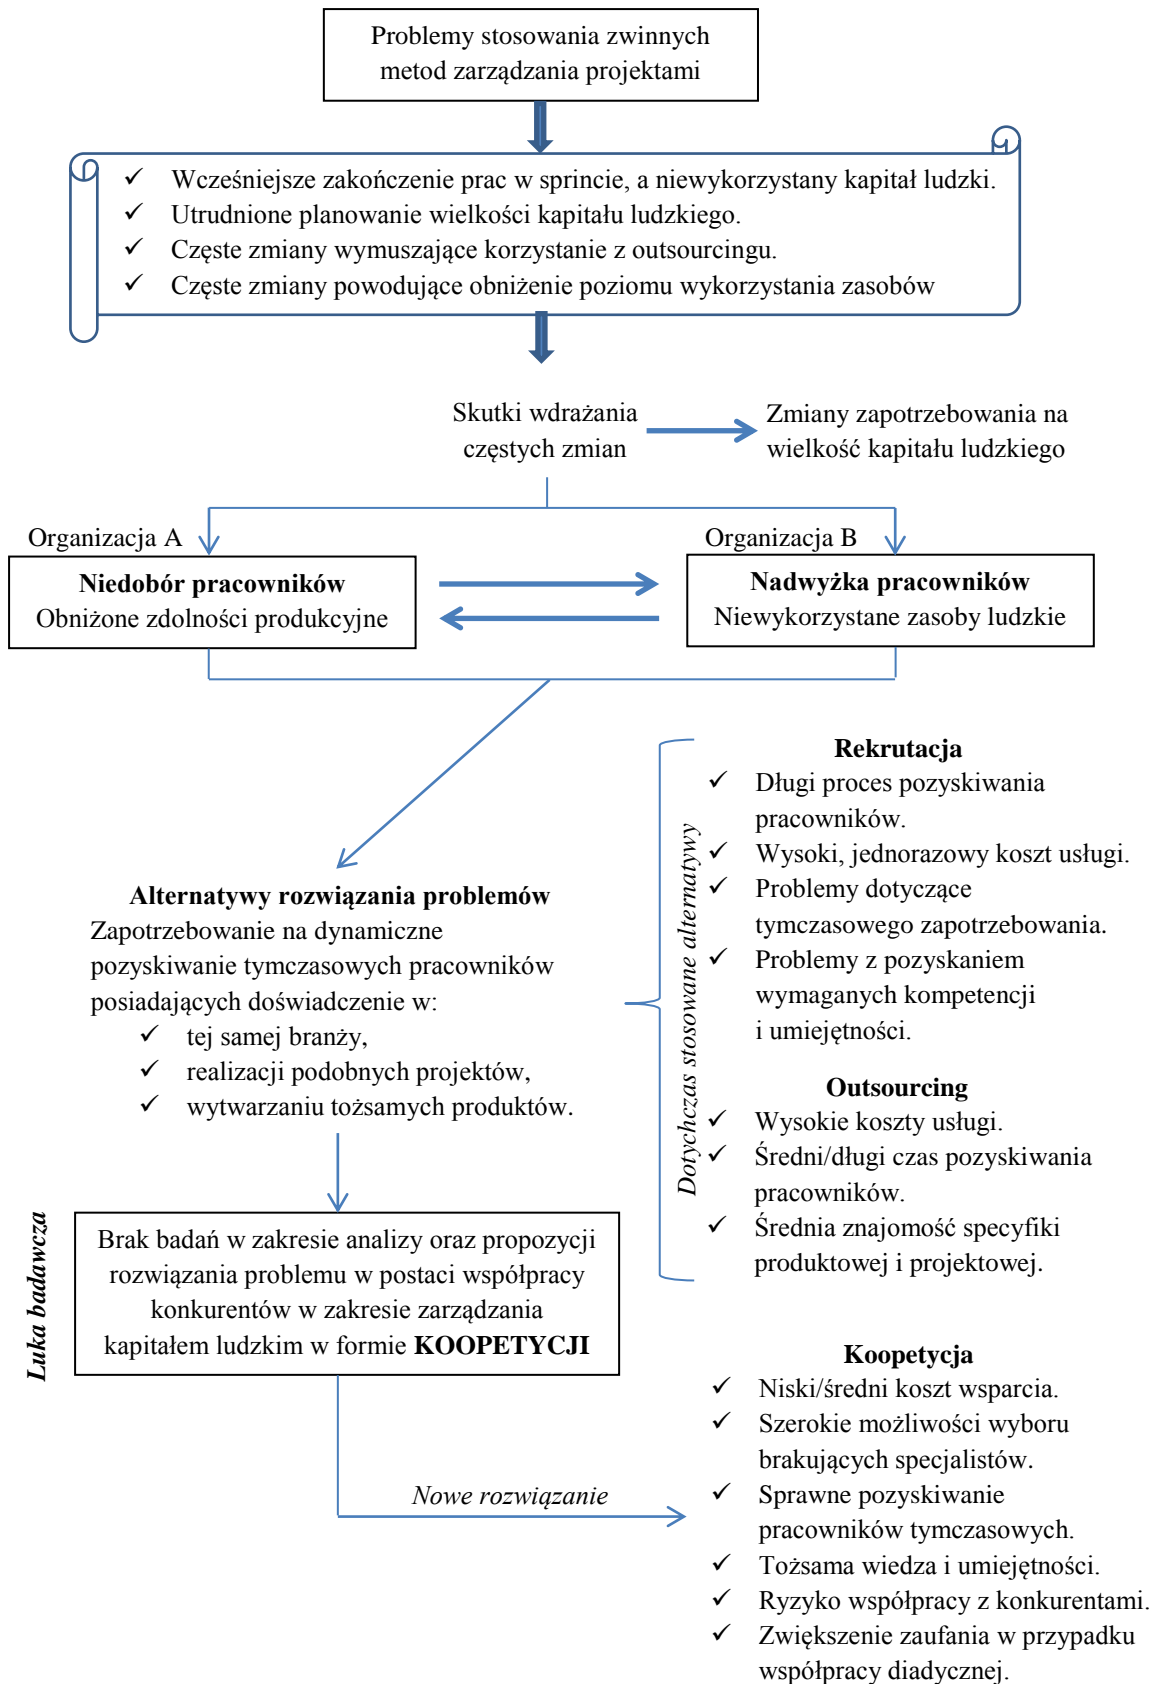 Problemy stosowania zwinnych
metod zarządzania projektami
✓ Wcześniejsze zakończenie prac w sprincie, a niewykorzystany kapitał ludzki.
✓ Utrudnione planowanie wielkości kapitału ludzkiego.
✓ Częste zmiany wymuszające korzystanie z outsourcingu.
✓ Częste zmiany powodujące obniżenie poziomu wykorzystania zasobów
Skutki wdrażania
częstych zmian
Zmiany zapotrzebowania na
wielkość kapitału ludzkiego
Organizacja A
Niedobór pracowników
Obniżone zdolności produkcyjne
Organizacja B
Nadwyżka pracowników
Niewykorzystane zasoby ludzkie
Alternatywy rozwiązania problemów
Zapotrzebowanie na dynamiczne
pozyskiwanie tymczasowych pracowników
posiadających doświadczenie w:
✓ tej samej branży,
✓ realizacji podobnych projektów,
✓ wytwarzaniu tożsamych produktów.
Dotychczas stosowane alternatywy
Rekrutacja
✓ Długi proces pozyskiwania
pracowników.
✓ Wysoki, jednorazowy koszt usługi.
✓ Problemy dotyczące
tymczasowego zapotrzebowania.
✓ Problemy z pozyskaniem
wymaganych kompetencji
i umiejętności.
Outsourcing
✓ Wysokie koszty usługi.
✓ Średni/długi czas pozyskiwania
pracowników.
✓ Średnia znajomość specyfiki
produktowej i projektowej.
Luka badawcza
Brak badań w zakresie analizy oraz propozycji
rozwiązania problemu w postaci współpracy
konkurentów w zakresie zarządzania
kapitałem ludzkim w formie KOOPETYCJI
Nowe rozwiązanie
Koopetycja
✓ Niski/średni koszt wsparcia.
✓ Szerokie możliwości wyboru
brakujących specjalistów.
✓ Sprawne pozyskiwanie
pracowników tymczasowych.
✓ Tożsama wiedza i umiejętności.
✓ Ryzyko współpracy z konkurentami.
✓ Zwiększenie zaufania w przypadku
współpracy diadycznej.